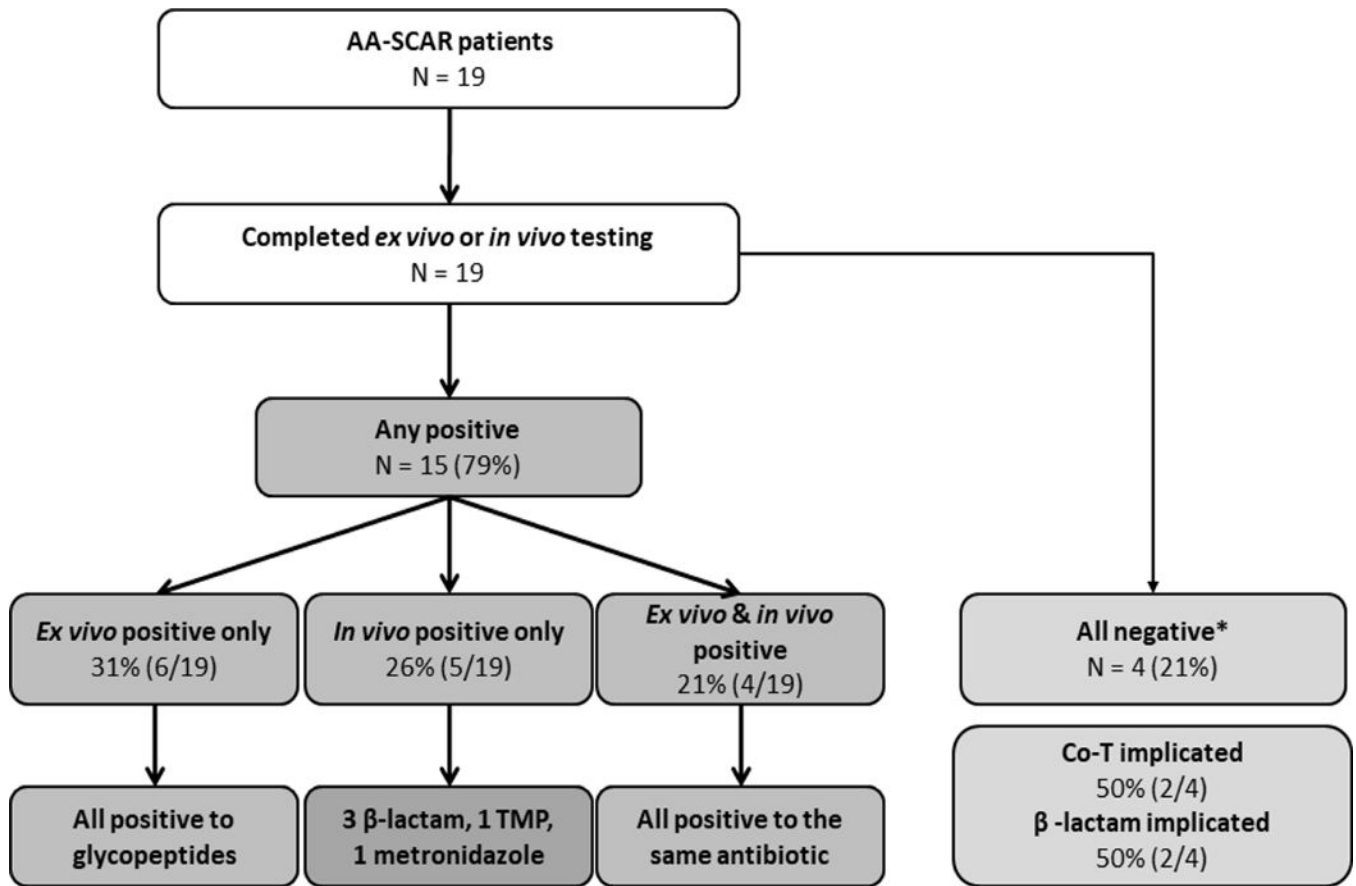 AA-SCAR patients
N = 19
Completed ex vivo or in vivo testing
N = 19
Any positive
N = 15 (79%)
Ex vivo positive only
31% (6/19)
In vivo positive only
26% (5/19)
Ex vivo & in vivo
positive
21% (4/19)
All negative*
N = 4 (21%)
All positive to
glycopeptides
3 β-lactam, 1 TMP,
1 metronidazole
All positive to the
same antibiotic
Co-T implicated
50% (2/4)
β -lactam implicated
50% (2/4)